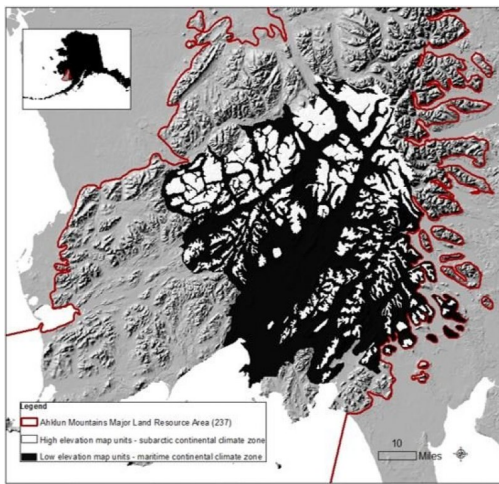 Legend
Ahklun Mountains Major Land Resource Area (237)
High elevation map units - subarctic continental climate zone
Low elevation map units - maritime continental climate zone
10
Miles